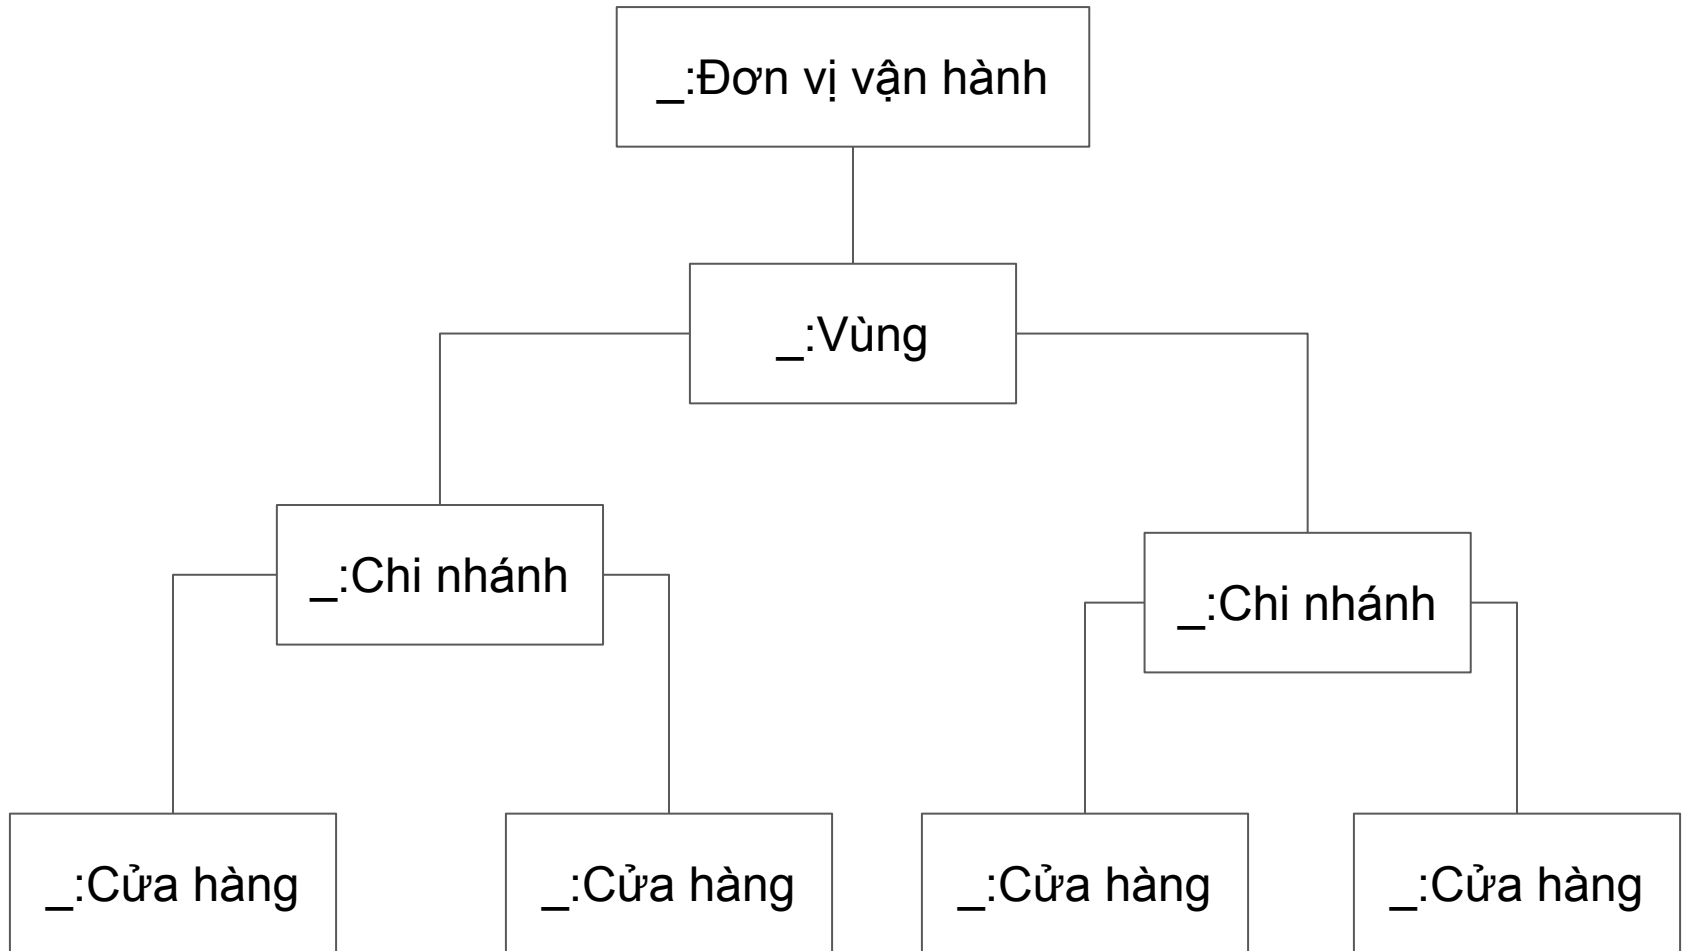 _:Đơn vị vận hành
_:Vùng
_:Chi nhánh
_:Chi nhánh
_:Cửa hàng
_:Cửa hàng
_:Cửa hàng
_:Cửa hàng